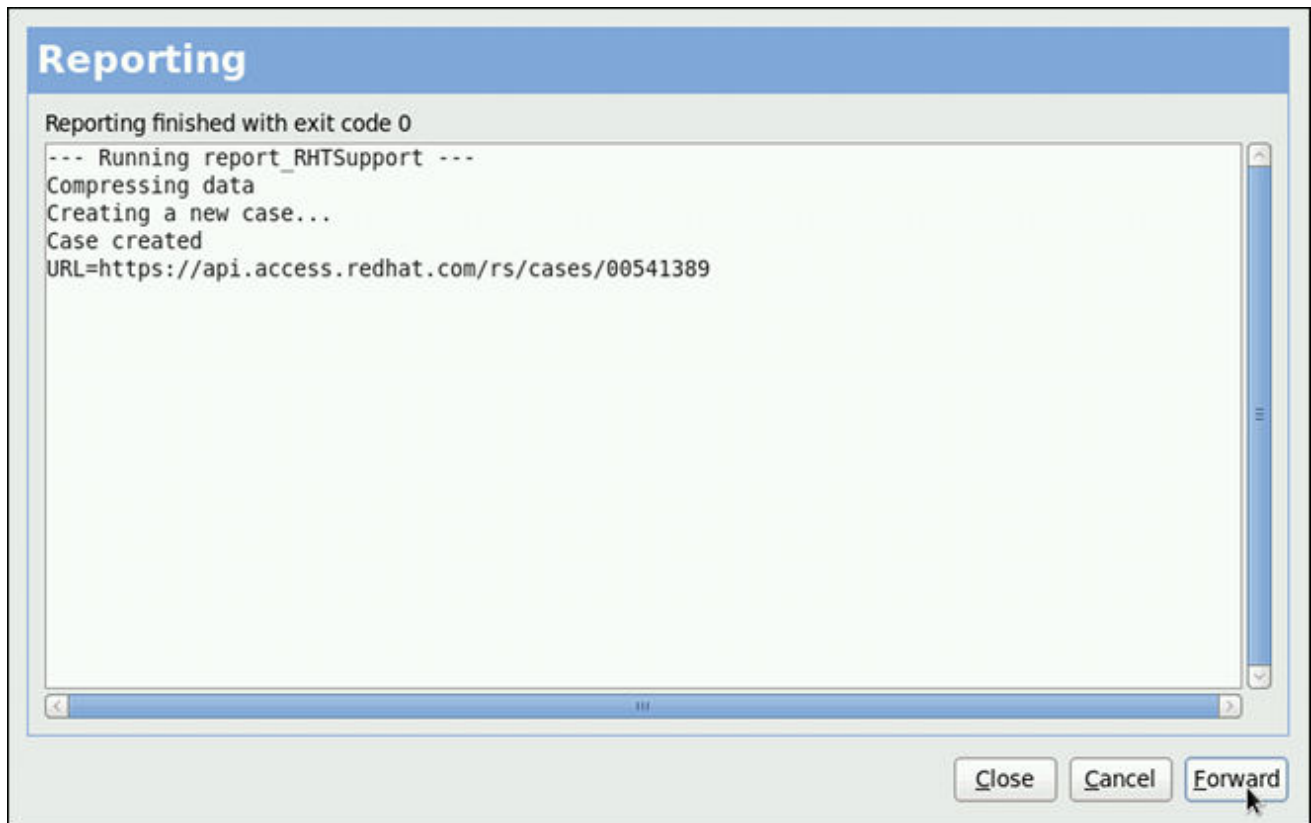 Reporting
Reporting finished with exit code 0
--- Running report_RHTSupport ---
Compressing data
Creating a new case...
Case created
URL=https://api.access.redhat.com/rs/cases/00541389
Close
Cancel
Forward